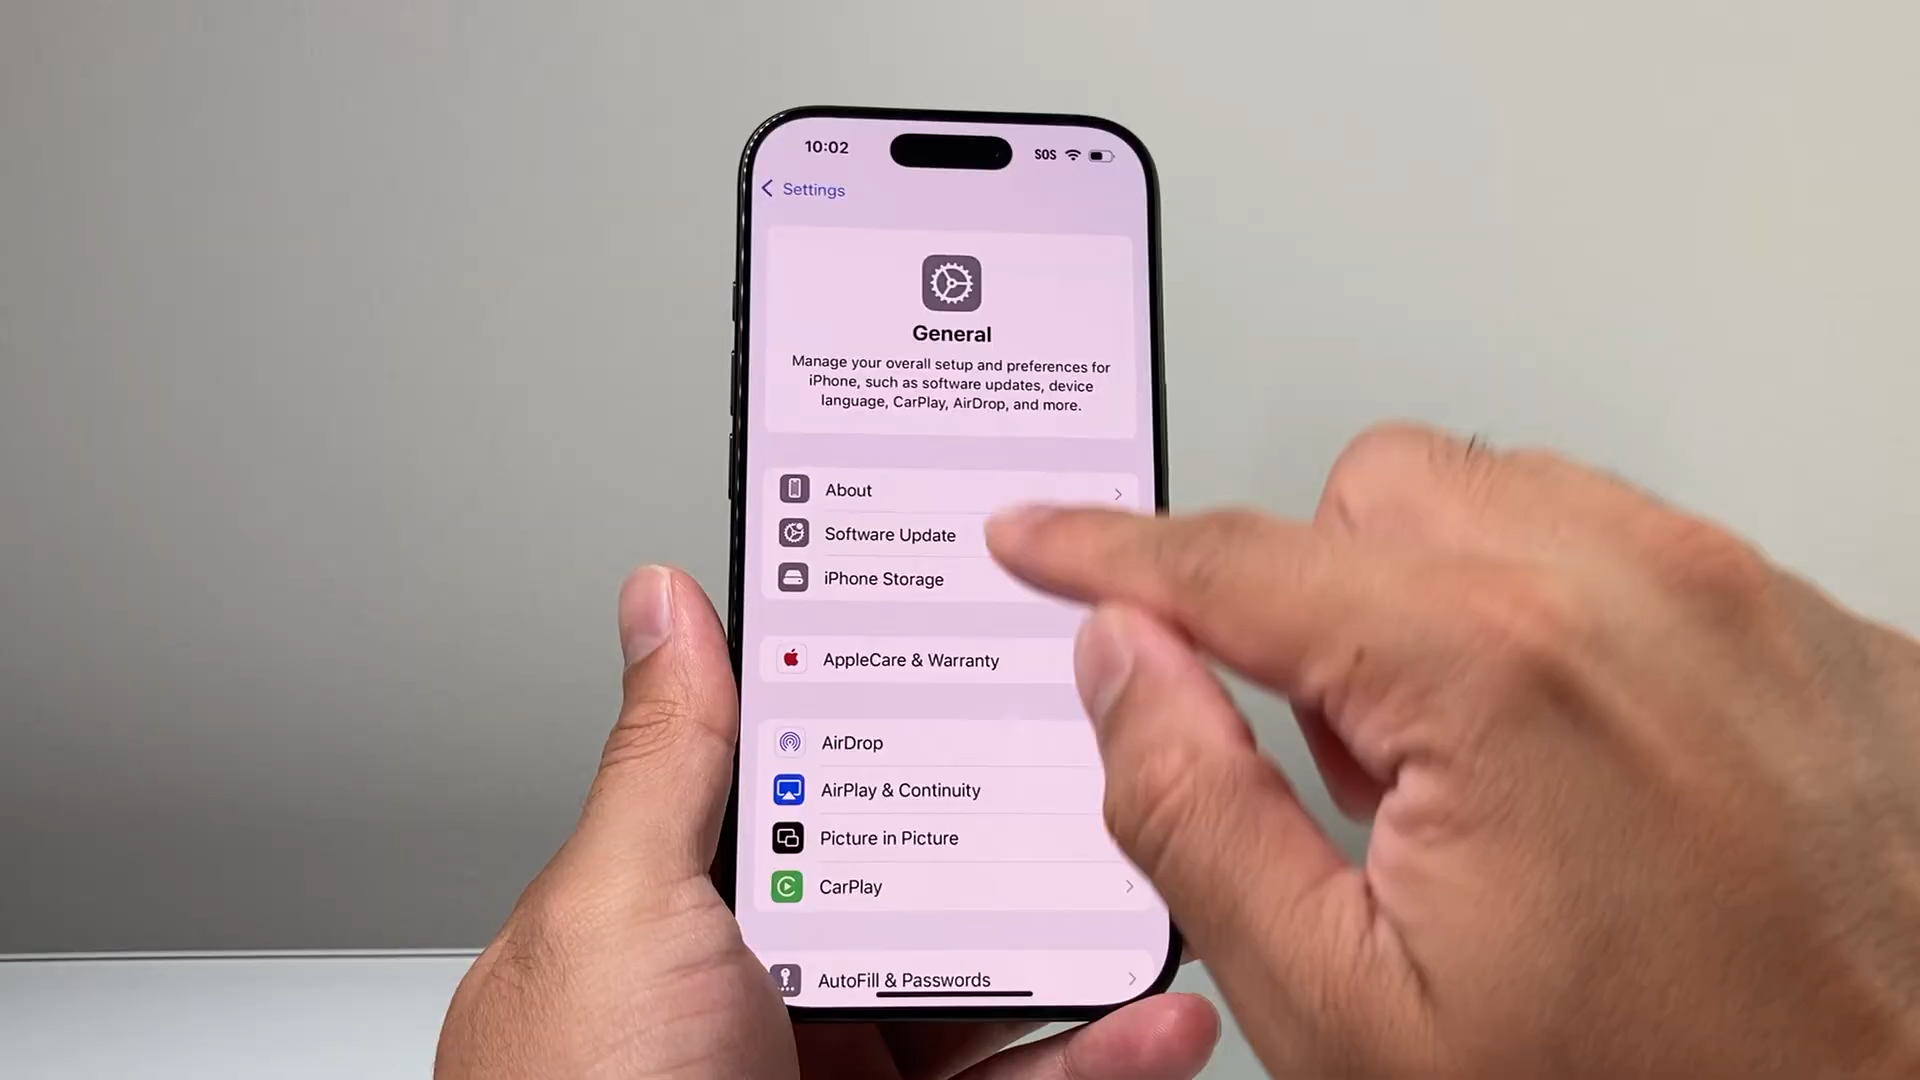 10:02
SOS
Settings
General
Manage your overall setup and preferences for
iPhone, such as software updates, device
language, CarPlay, AirDrop, and more.
About
Software Update
iPhone Storage
AppleCare & Warranty
AirDrop
AirPlay & Continuity
Picture in Picture
CarPlay
AutoFill & Passwords